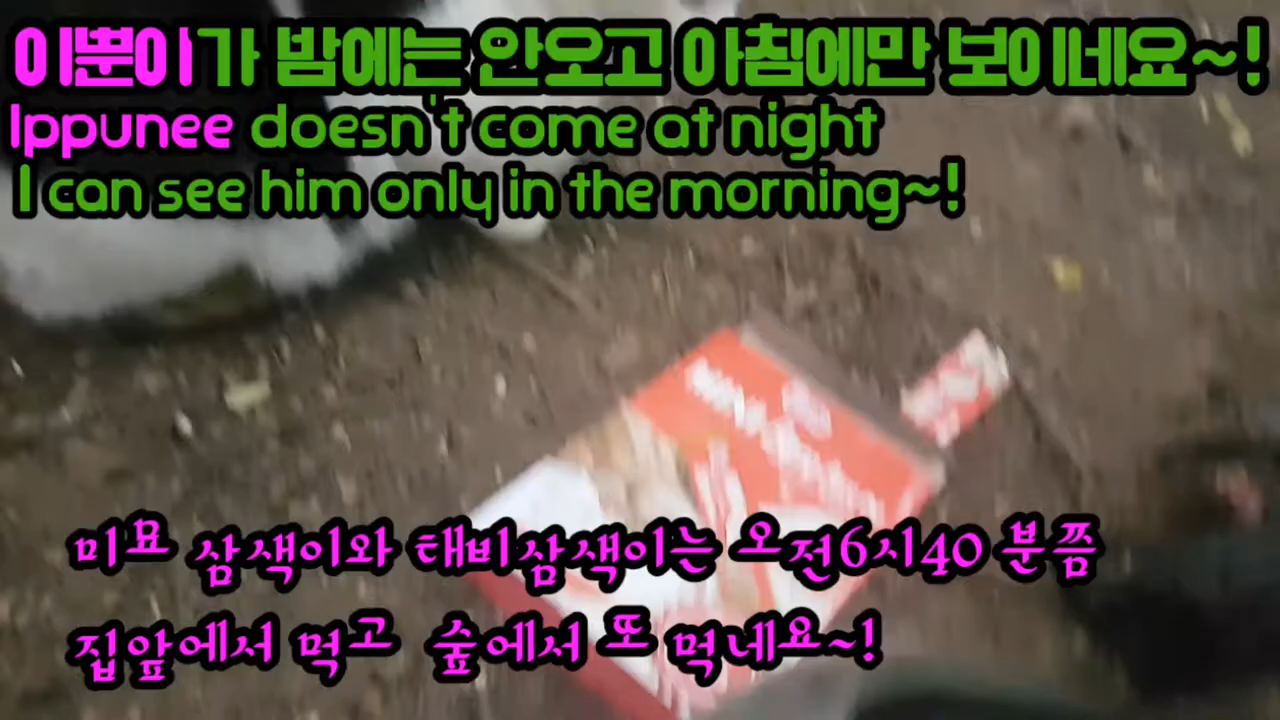 이뿐이가 밤에는 안오고 아침에만 보이네요~!
Ippunee doesn't come at night
I can see him only in the morning~!
미묘 삼색이와 태비삼색이는 오전6시40 분쯤
집앞에서 먹고 숲에서 또 먹네요~!